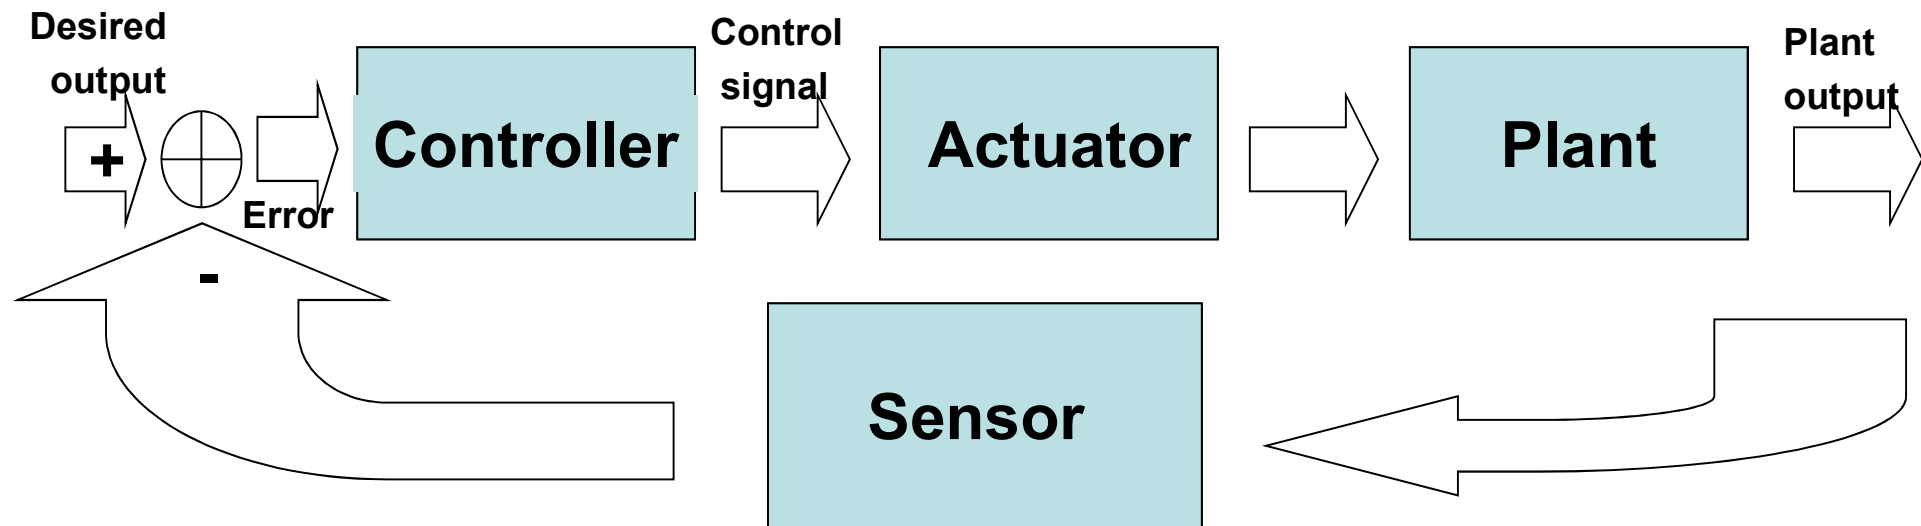 Desired
output
+
Error
Controller
Control
signal
Actuator
Plant
Plant
output
-
Sensor